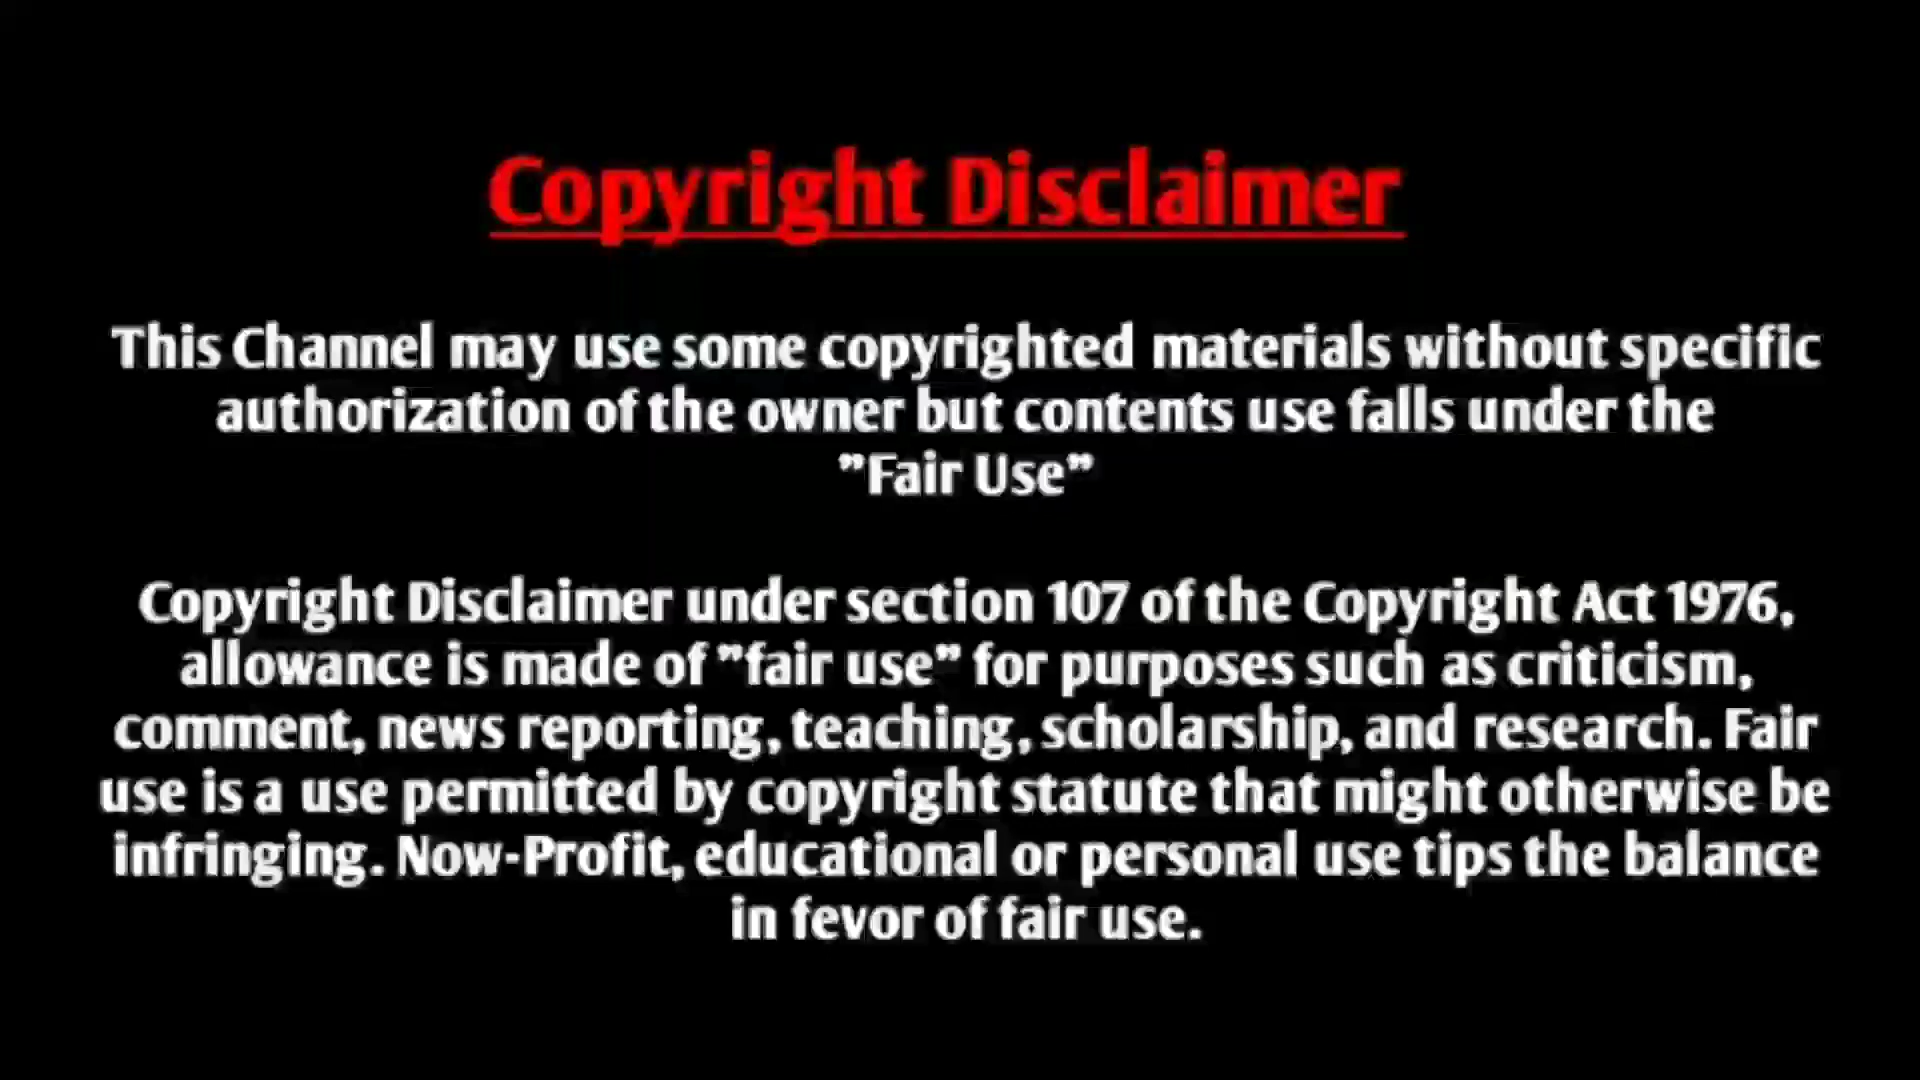 Copyright Disclaimer
This Channel may use some copyrighted materials without specific
authorization of the owner but contents use falls under the
”Fair Use”
Copyright Disclaimer under section 107 of the Copyright Act 1976,
allowance is made of ”fair use” for purposes such as criticism,
comment, news reporting, teaching, scholarship, and research. Fair
use is a use permitted by copyright statute that might otherwise be
infringing. Now-Profit, educational or personal use tips the balance
in fevor of fair use.